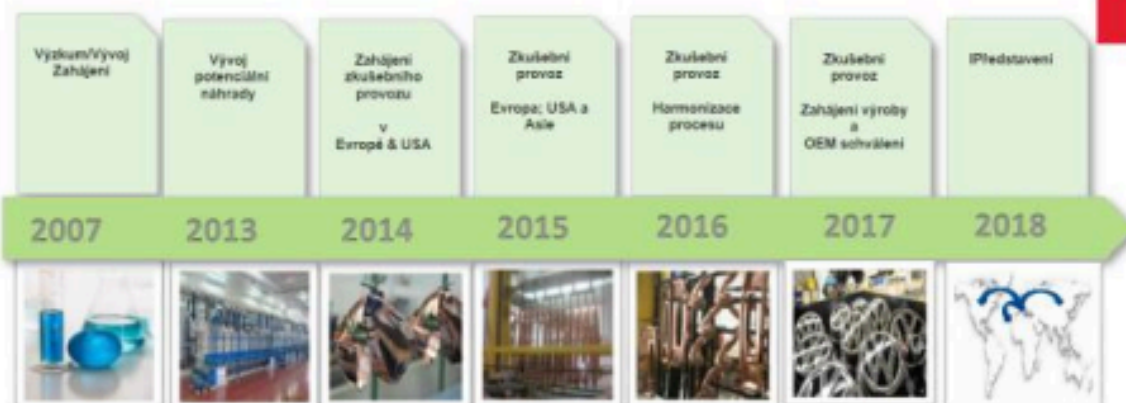 Výzkum/Vývoj
Zahájení
Vývoj
potenciální
náhrady
Zahájení
zkušebního
provozu
v
Evropě & USA
Zkušební
provoz
Evropa; USA a
Asie
Zkušební
provoz
Harmonizace
procesu
Zkušební
provoz
Zahájení výroby
a
OEM schválení
IPředstavení
2007
2013
2014
2015
2016
2017
2018